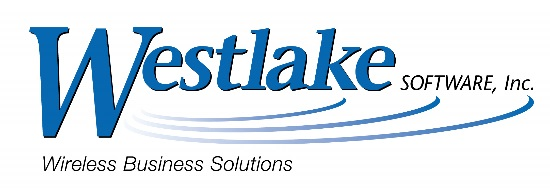 Westlake SOFTWARE, Inc.
Wireless Business Solutions